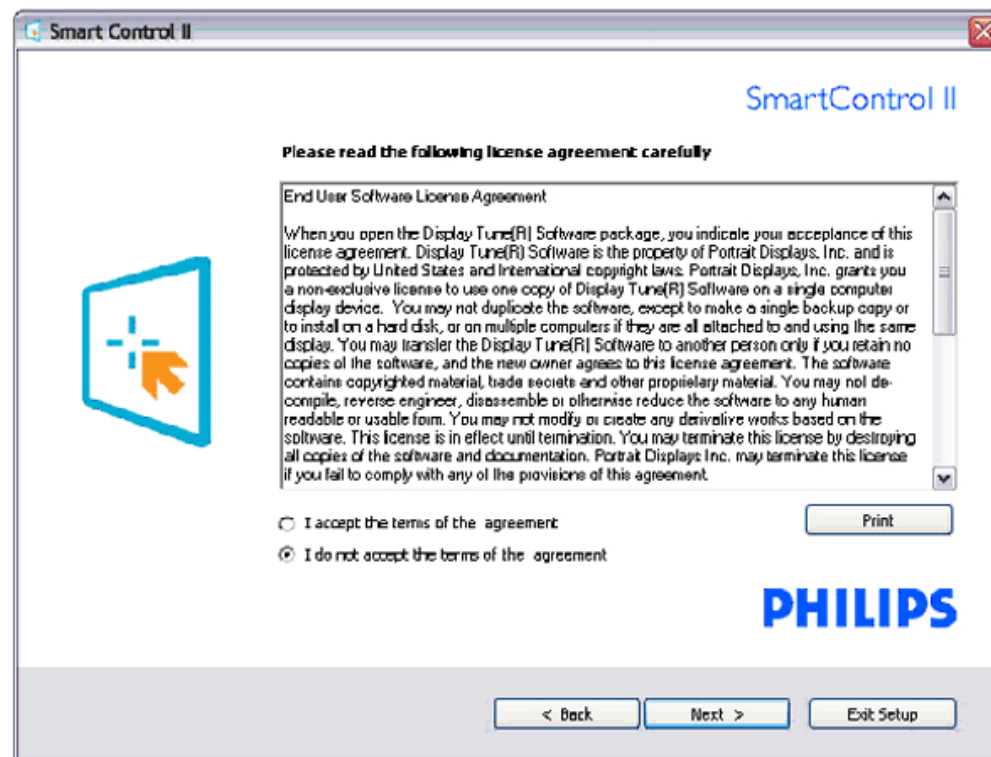 Smart Control II
SmartControl II
Please read the following license agreement carefully
End User Software License Agreement
When you open the Display Tune(R) Software package, you indicate your acceptance of this
license agreement. Display Tune(R) Software is the property of Portrait Displays, Inc. and is
protected by United States and International copyright laws. Portrait Displays, Inc. grants you
a non-exclusive license to use one copy of Display Tune(R) Software on a single computer
display device. You may not duplicate the software, except to make a single backup copy or
to install on a hard disk, or on multiple computers if they are all attached to and using the same
display. You may transfer the Display Tune(R) Software to another person only if you retain no
copies of the software, and the new owner agrees to this license agreement. The software
contains copyrighted material, trade secrets and other proprietary material. You may not de-
compile, reverse engineer, disassemble or otherwise reduce the software to any human
readable or usable form. You may not modify or create any derivative works based on the
software. This license is in effect until termination. You may terminate this license by destroying
all copies of the software and documentation. Portrait Displays Inc. may terminate this license
if you fail to comply with any of the provisions of this agreement.
I accept the terms of the agreement
Print
I do not accept the terms of the agreement
PHILIPS
< Back
Next >
Exit Setup